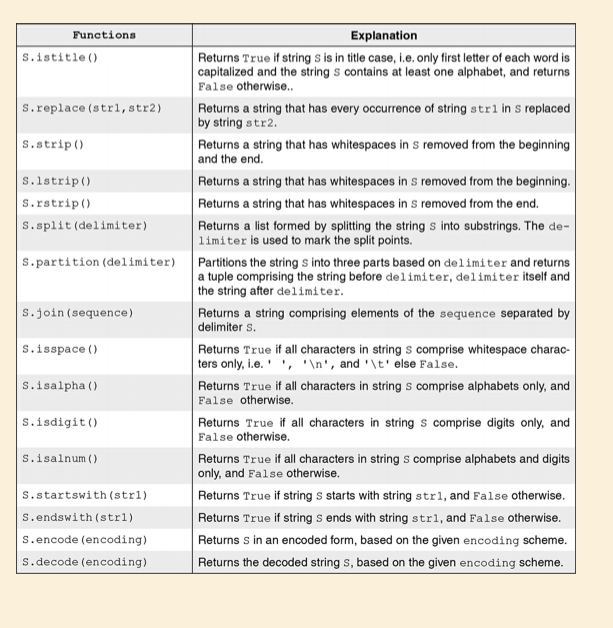 Functions Explanation
S.istitle() Returns True if string S is in title case, i.e. only first letter of each word is
capitalized and the string S contains at least one alphabet, and returns
False otherwise..
S.replace(str1,str2) Returns a string that has every occurrence of string str1 in S replaced
by string str2.
S.strip() Returns a string that has whitespaces in S removed from the beginning
and the end.
S.lstrip() Returns a string that has whitespaces in S removed from the beginning.
S.rstrip() Returns a string that has whitespaces in S removed from the end.
S.split(delimiter) Returns a list formed by splitting the string S into substrings. The de-
limiter is used to mark the split points.
S.partition(delimiter) Partitions the string S into three parts based on delimiter and returns
a tuple comprising the string before delimiter, delimiter itself and
the string after delimiter.
S.join(sequence) Returns a string comprising elements of the sequence separated by
delimiter S.
S.isspace() Returns True if all characters in string S comprise whitespace charac-
ters only, i.e. ' ', '\n', and '\t' else False.
S.isalpha() Returns True if all characters in string S comprise alphabets only, and
False otherwise.
S.isdigit() Returns True if all characters in string S comprise digits only, and
False otherwise.
S.isalnum() Returns True if all characters in string S comprise alphabets and digits
only, and False otherwise.
S.startswith(str1) Returns True if string S starts with string str1, and False otherwise.
S.endswith(str1) Returns True if string S ends with string str1, and False otherwise.
S.encode(encoding) Returns S in an encoded form, based on the given encoding scheme.
S.decode(encoding) Returns the decoded string S, based on the given encoding scheme.